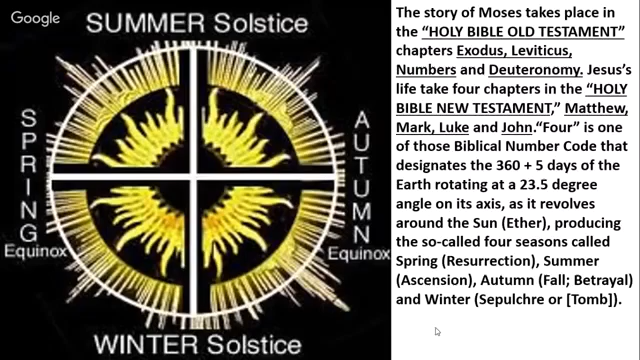 Google
SUMMER Solstice
SPRING
Equinox
AUTUMN
Equinox
WINTER Solstice
The story of Moses takes place in
the “HOLY BIBLE OLD TESTAMENT”
chapters Exodus, Leviticus,
Numbers and Deuteronomy. Jesus’s
life take four chapters in the “HOLY
BIBLE NEW TESTAMENT,” Matthew,
Mark, Luke and John.“Four” is one
of those Biblical Number Code that
designates the 360 + 5 days of the
Earth rotating at a 23.5 degree
angle on its axis, as it revolves
around the Sun (Ether), producing
the so-called four seasons called
Spring (Resurrection), Summer
(Ascension), Autumn (Fall; Betrayal)
and Winter (Sepulchre or [Tomb]).